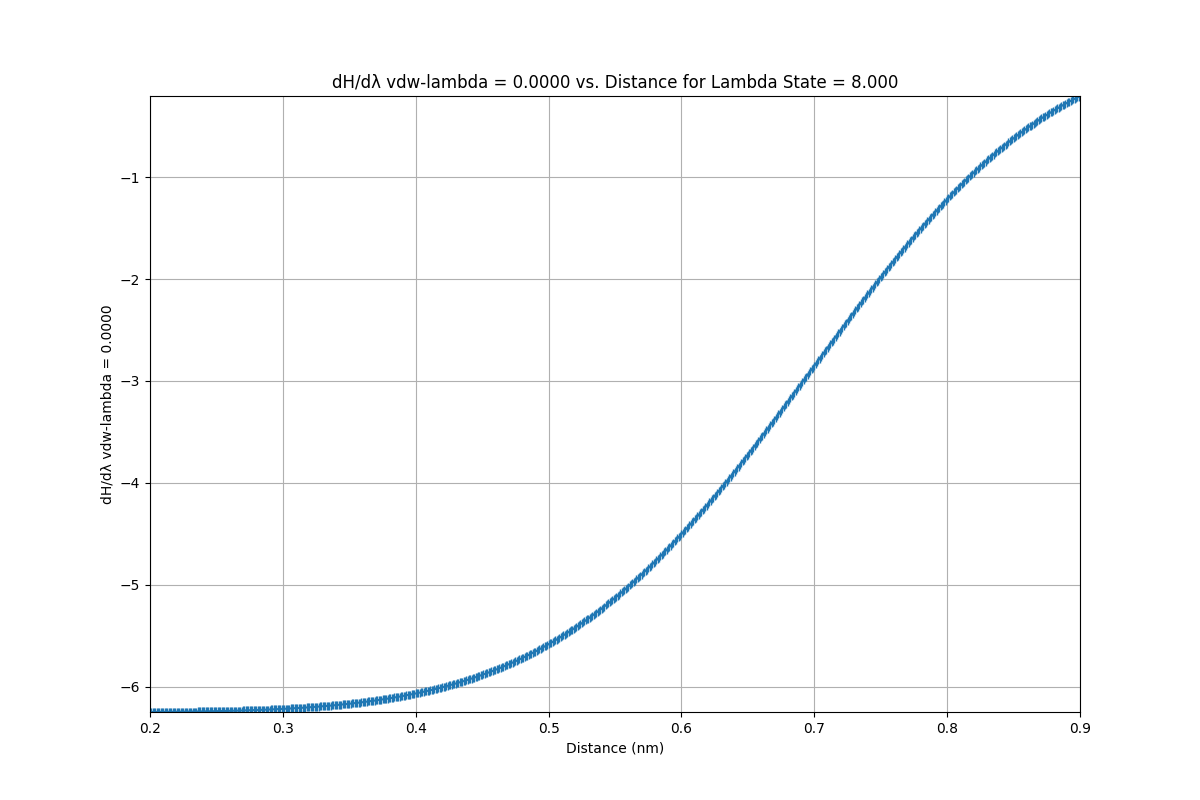 dH/dλ vdw-lambda = 0.0000 vs. Distance for Lambda State = 8.000
dH/dλ vdw-lambda = 0.0000
−1
−2
−3
−4
−5
−6
0.2 0.3 0.4 0.5 0.6 0.7 0.8 0.9
Distance (nm)